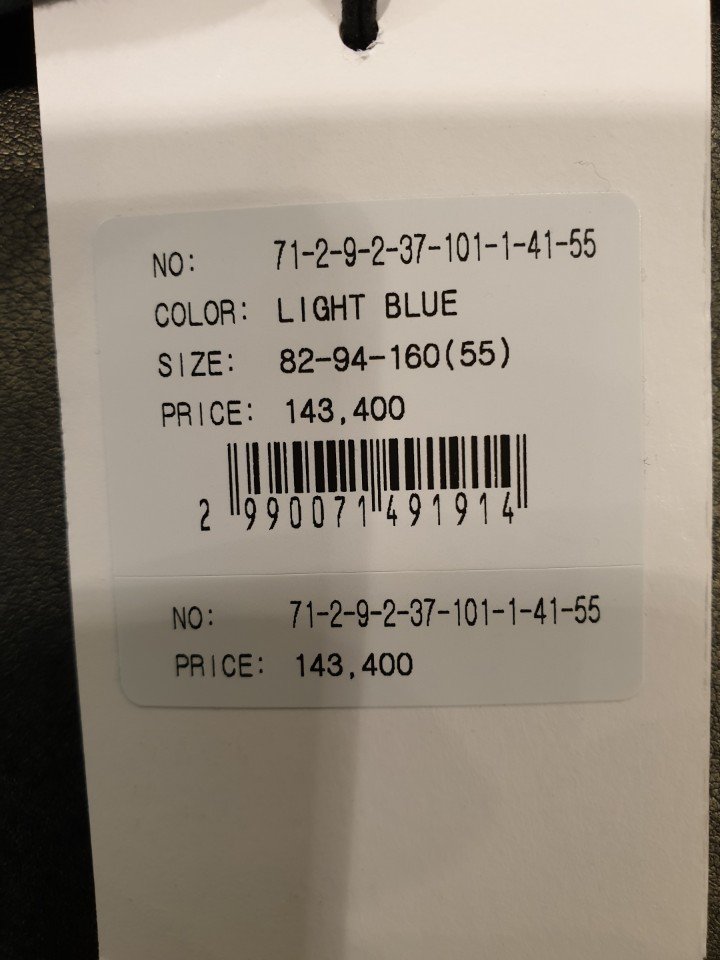 NO: 71-2-9-2-37-101-1-41-55
COLOR: LIGHT BLUE
SIZE: 82-94-160(55)
PRICE: 143,400
2 990071 491914
NO: 71-2-9-2-37-101-1-41-55
PRICE: 143,400